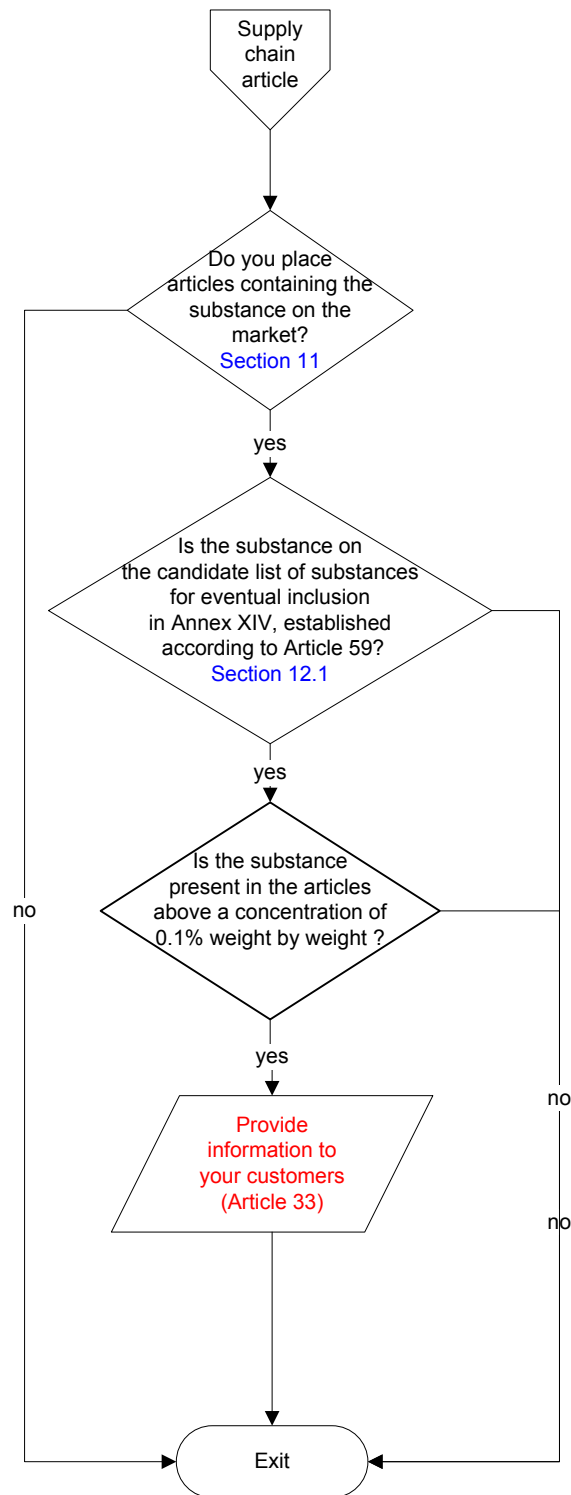 Supply
chain
article
Do you place
articles containing the
substance on the
market?
Section 11
yes
Is the substance on
the candidate list of substances
for eventual inclusion
in Annex XIV, established
according to Article 59?
Section 12.1
yes
Is the substance
present in the articles
above a concentration of
0.1% weight by weight ?
no
yes
no
Provide
information to
your customers
(Article 33)
no
Exit